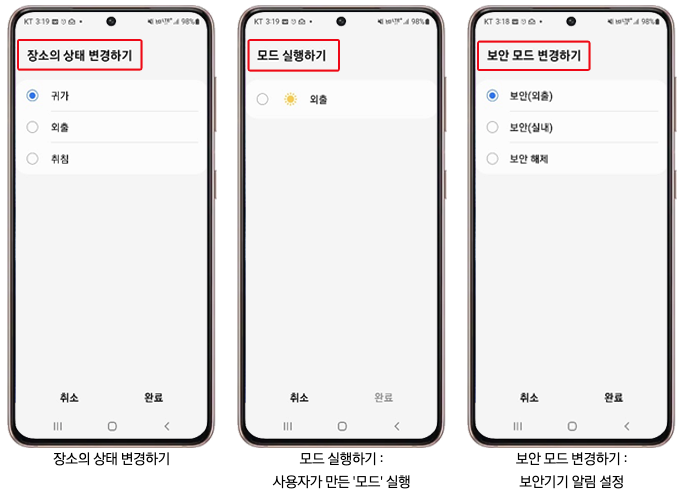 KT 3:19
98%
장소의 상태 변경하기
귀가
외출
취침
취소
완료
장소의 상태 변경하기
KT 3:19
98%
모드 실행하기
외출
취소
완료
모드 실행하기 :
사용자가 만든 '모드' 실행
KT 3:18
98%
보안 모드 변경하기
보안(외출)
보안(실내)
보안 해제
취소
완료
보안 모드 변경하기 :
보안기기 알림 설정